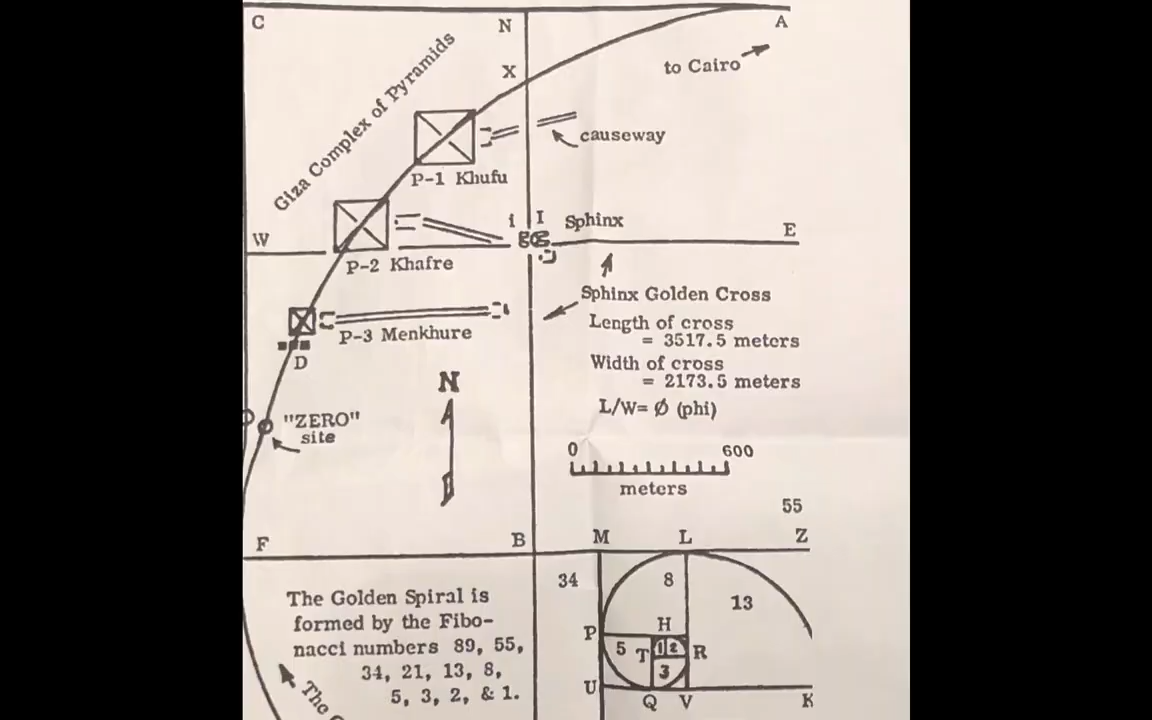 C
N
A
X
to Cairo
Giza Complex of Pyramids
causeway
P-1 Khufu
i
I
Sphinx
E
W
P-2 Khafre
Sphinx Golden Cross
Length of cross
= 3517.5 meters
Width of cross
= 2173.5 meters
L/W= Ø (phi)
P-3 Menkhure
D
N
"ZERO"
site
0
600
meters
55
F
B
M
L
Z
34
8
13
The Golden Spiral is
formed by the Fibo-
nacci numbers 89, 55,
34, 21, 13, 8,
5, 3, 2, & 1.
H
P
5
T
1
2
R
3
U
Q
V
K
The